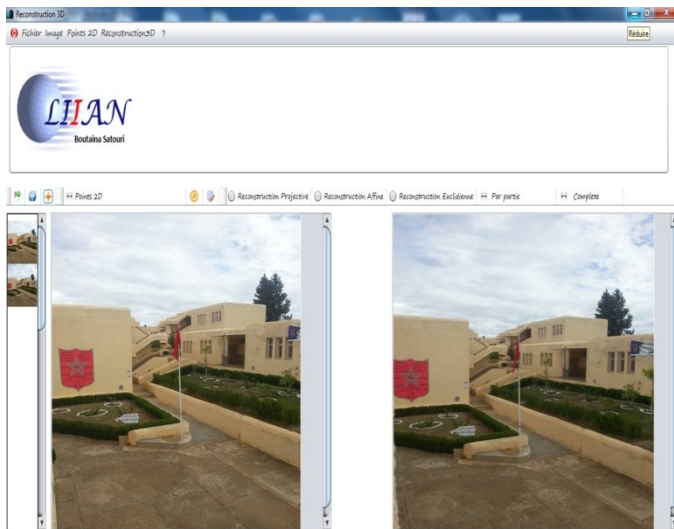 Reconstruction 3D
Fichier Image Points 2D Reconstruction3D ?
Réduire
LIIAN
Boutaina Satouri
Points 2D Reconstruction Projective Reconstruction Affine Reconstruction Euclidienne Par partie Complete